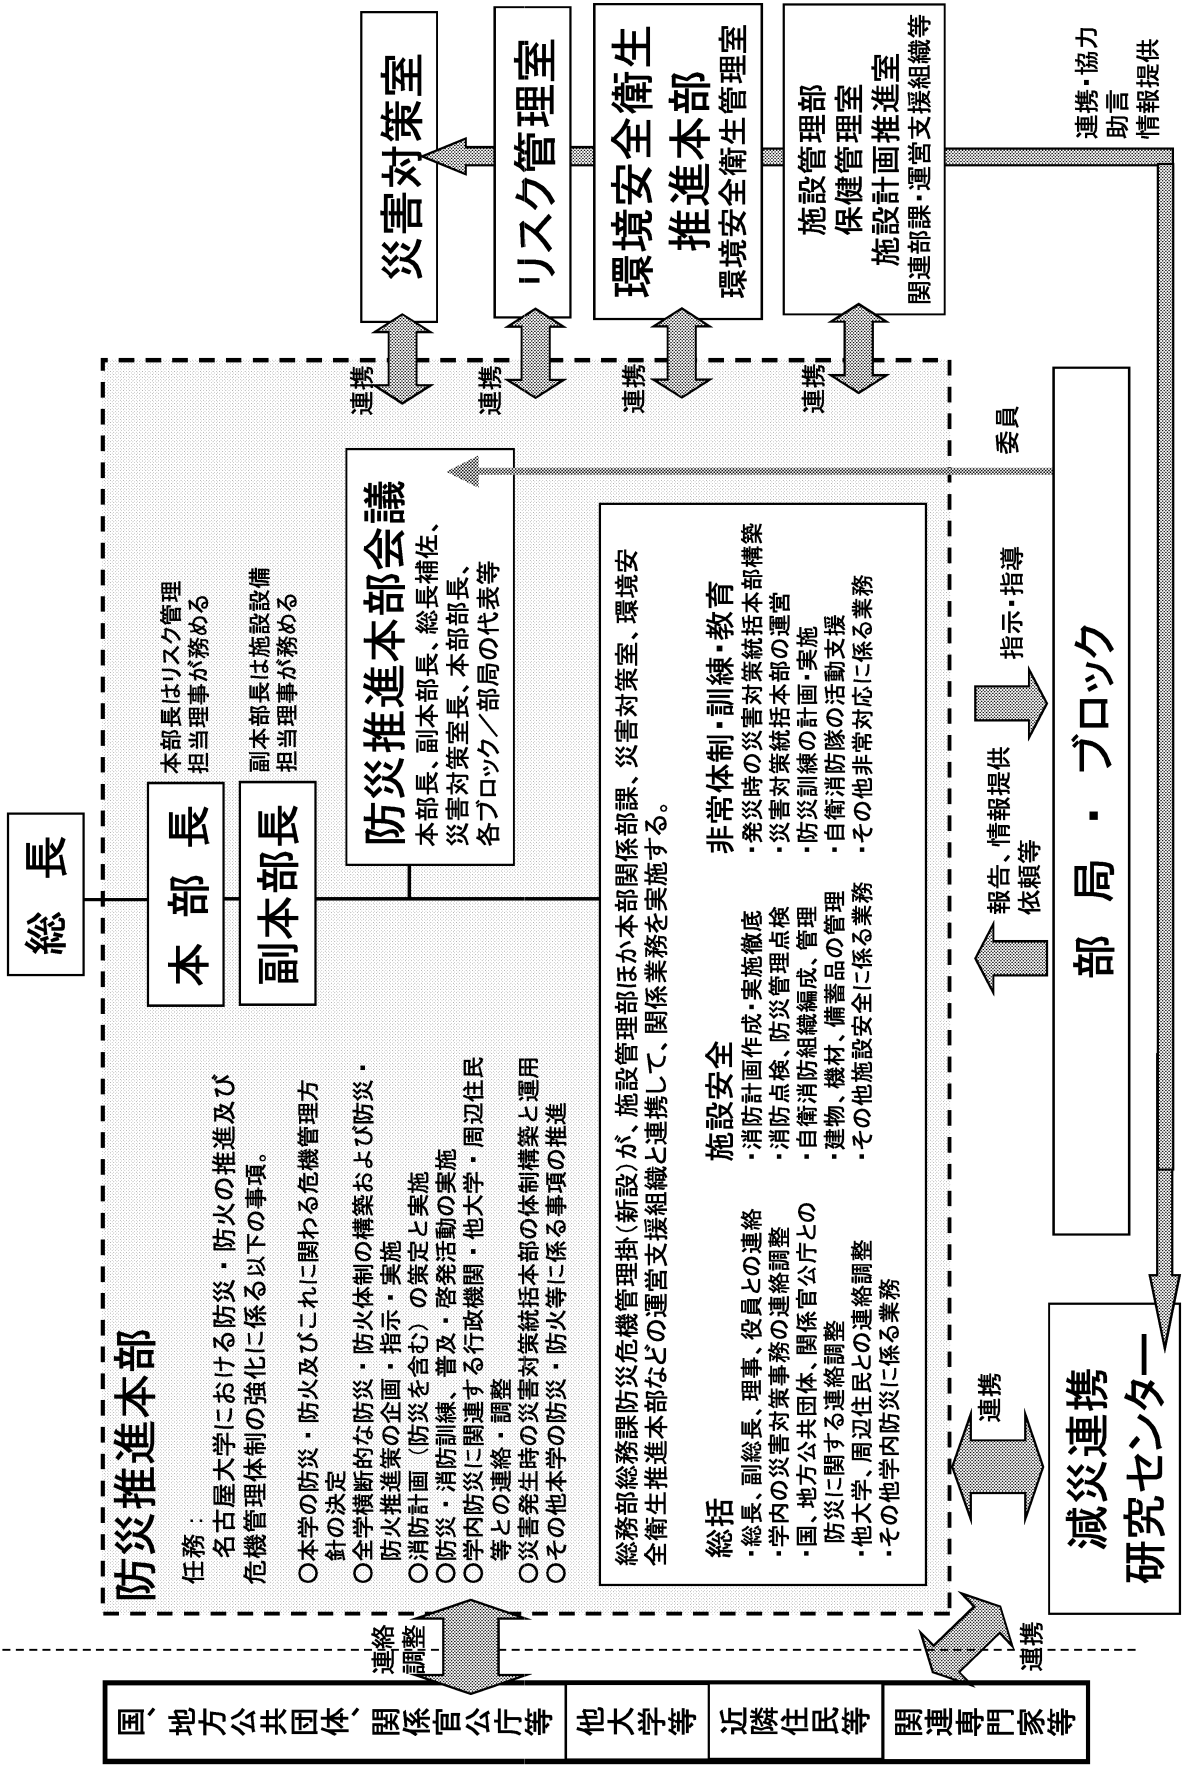 総　長
本　部　長
本部長はリスク管理
担当理事が務める
副本部長
副本部長は施設設備
担当理事が務める
防災推進本部
任務：
名古屋大学における防災・防火の推進及び
危機管理体制の強化に係る以下の事項。
○本学の防災・防火及びこれに関わる危機管理方
針の決定
○全学横断的な防災・防火体制の構築および防災・
防火推進策の企画・指示・実施
○消防計画（防災を含む）の策定と実施
○防災・消防訓練、普及・啓発活動の実施
○学内防災に関連する行政機関・他大学・周辺住民
等との連絡・調整
○災害発生時の災害対策統括本部の体制構築と運用
○その他本学の防災・防火等に係る事項の推進
防災推進本部会議
本部長、副本部長、総長補佐、
災害対策室長、本部部長、
各ブロック／部局の代表等
総務部総務課防災危機管理掛(新設)が、施設管理部ほか本部関係部課、災害対策室、環境安
全衛生推進本部などの運営支援組織と連携して、関係業務を実施する。
総括
・総長、副総長、理事、役員との連絡
・学内の災害対策事務の連絡調整
・国、地方公共団体、関係官公庁との
防災に関する連絡調整
・他大学、周辺住民との連絡調整
・その他学内防災に係る業務
施設安全
・消防計画作成・実施徹底
・消防点検、防災管理点検
・自衛消防組織編成、管理
・建物、機材、備蓄品の管理
・その他施設安全に係る業務
非常体制・訓練・教育
・発災時の災害対策統括本部構築
・災害対策統括本部の運営
・防災訓練の計画・実施
・自衛消防隊の活動支援
・その他非常対応に係る業務
連携
災害対策室
連携
リスク管理室
連携
環境安全衛生
推進本部
環境安全衛生管理室
連携
施設管理部
保健管理室
施設計画推進室
関連部課・運営支援組織等
連携・協力
助言
情報提供
委員
指示・指導
報告、情報提供
依頼等
部　局　・　ブロック
連携
減災連携
研究センター
連絡
調整
連携
国、地方公共団体、関係官公庁等
他大学等
近隣住民等
関連専門家等